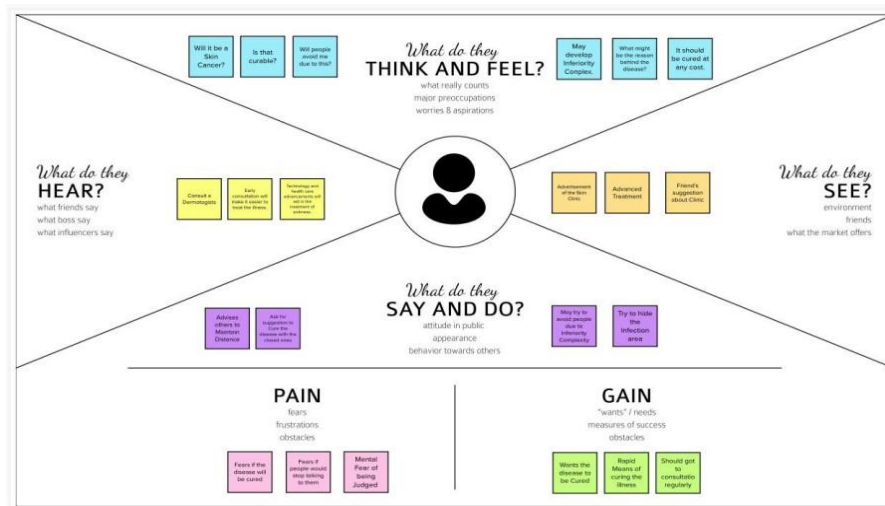 What do they
THINK AND FEEL?
what really counts
major preoccupations
worries & aspirations
Will it be a
Skin
Cancer?
Is that
curable?
Will people
avoid me
due to this?
May
develop
Inferiority
Complex.
What might
be the reason
behind the
disease?
It should
be cured at
any cost.
What do they
HEAR?
what friends say
what boss say
what influencers say
Consult a
Dermatologists
Early
consultation will
make it easier to
treat the illness.
Technology and
health care
advancements will
aid in the
treatment of
sickness.
Advertisement
of the Skin
Clinic
Advanced
Treatment
Friend's
suggestion
about Clinic
What do they
SEE?
environment
friends
what the market offers
What do they
SAY AND DO?
attitude in public
appearance
behavior towards others
Advises
others to
Maintain
Distance
Ask for
suggestion to
Cure the
disease with the
closed ones
May try to
avoid people
due to
Inferiority
Complexity
Try to hide
the
Infection
area
PAIN
fears
frustrations
obstacles
Fears if the
disease will
be cured
Fears if
people would
stop talking
to them
Mental
Fear of
being
Judged
GAIN
"wants" / needs
measures of success
obstacles
Wants the
disease to
be Cured
Rapid
Means of
curing the
illness
Should got
to
consultatio
regularly